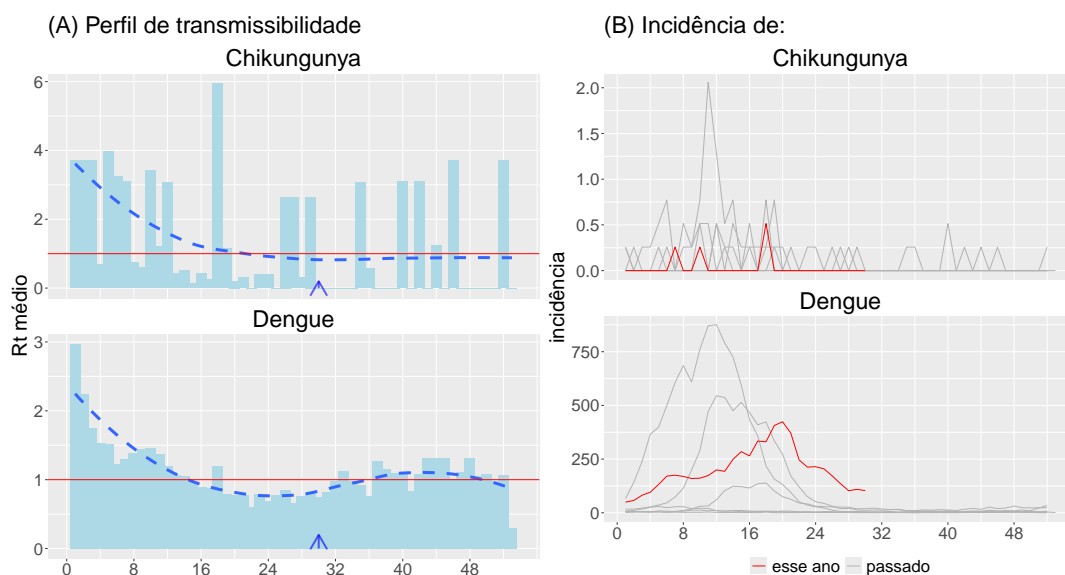 (A) Perfil de transmissibilidade
Chikungunya
6
4
2
0
Dengue
3
2
1
0
Rt médio
0 8 16 24 32 40 48
(B) Incidência de:
Chikungunya
2.0
1.5
1.0
0.5
0.0
Dengue
750
500
250
0
incidência
0 8 16 24 32 40 48
esse ano passado